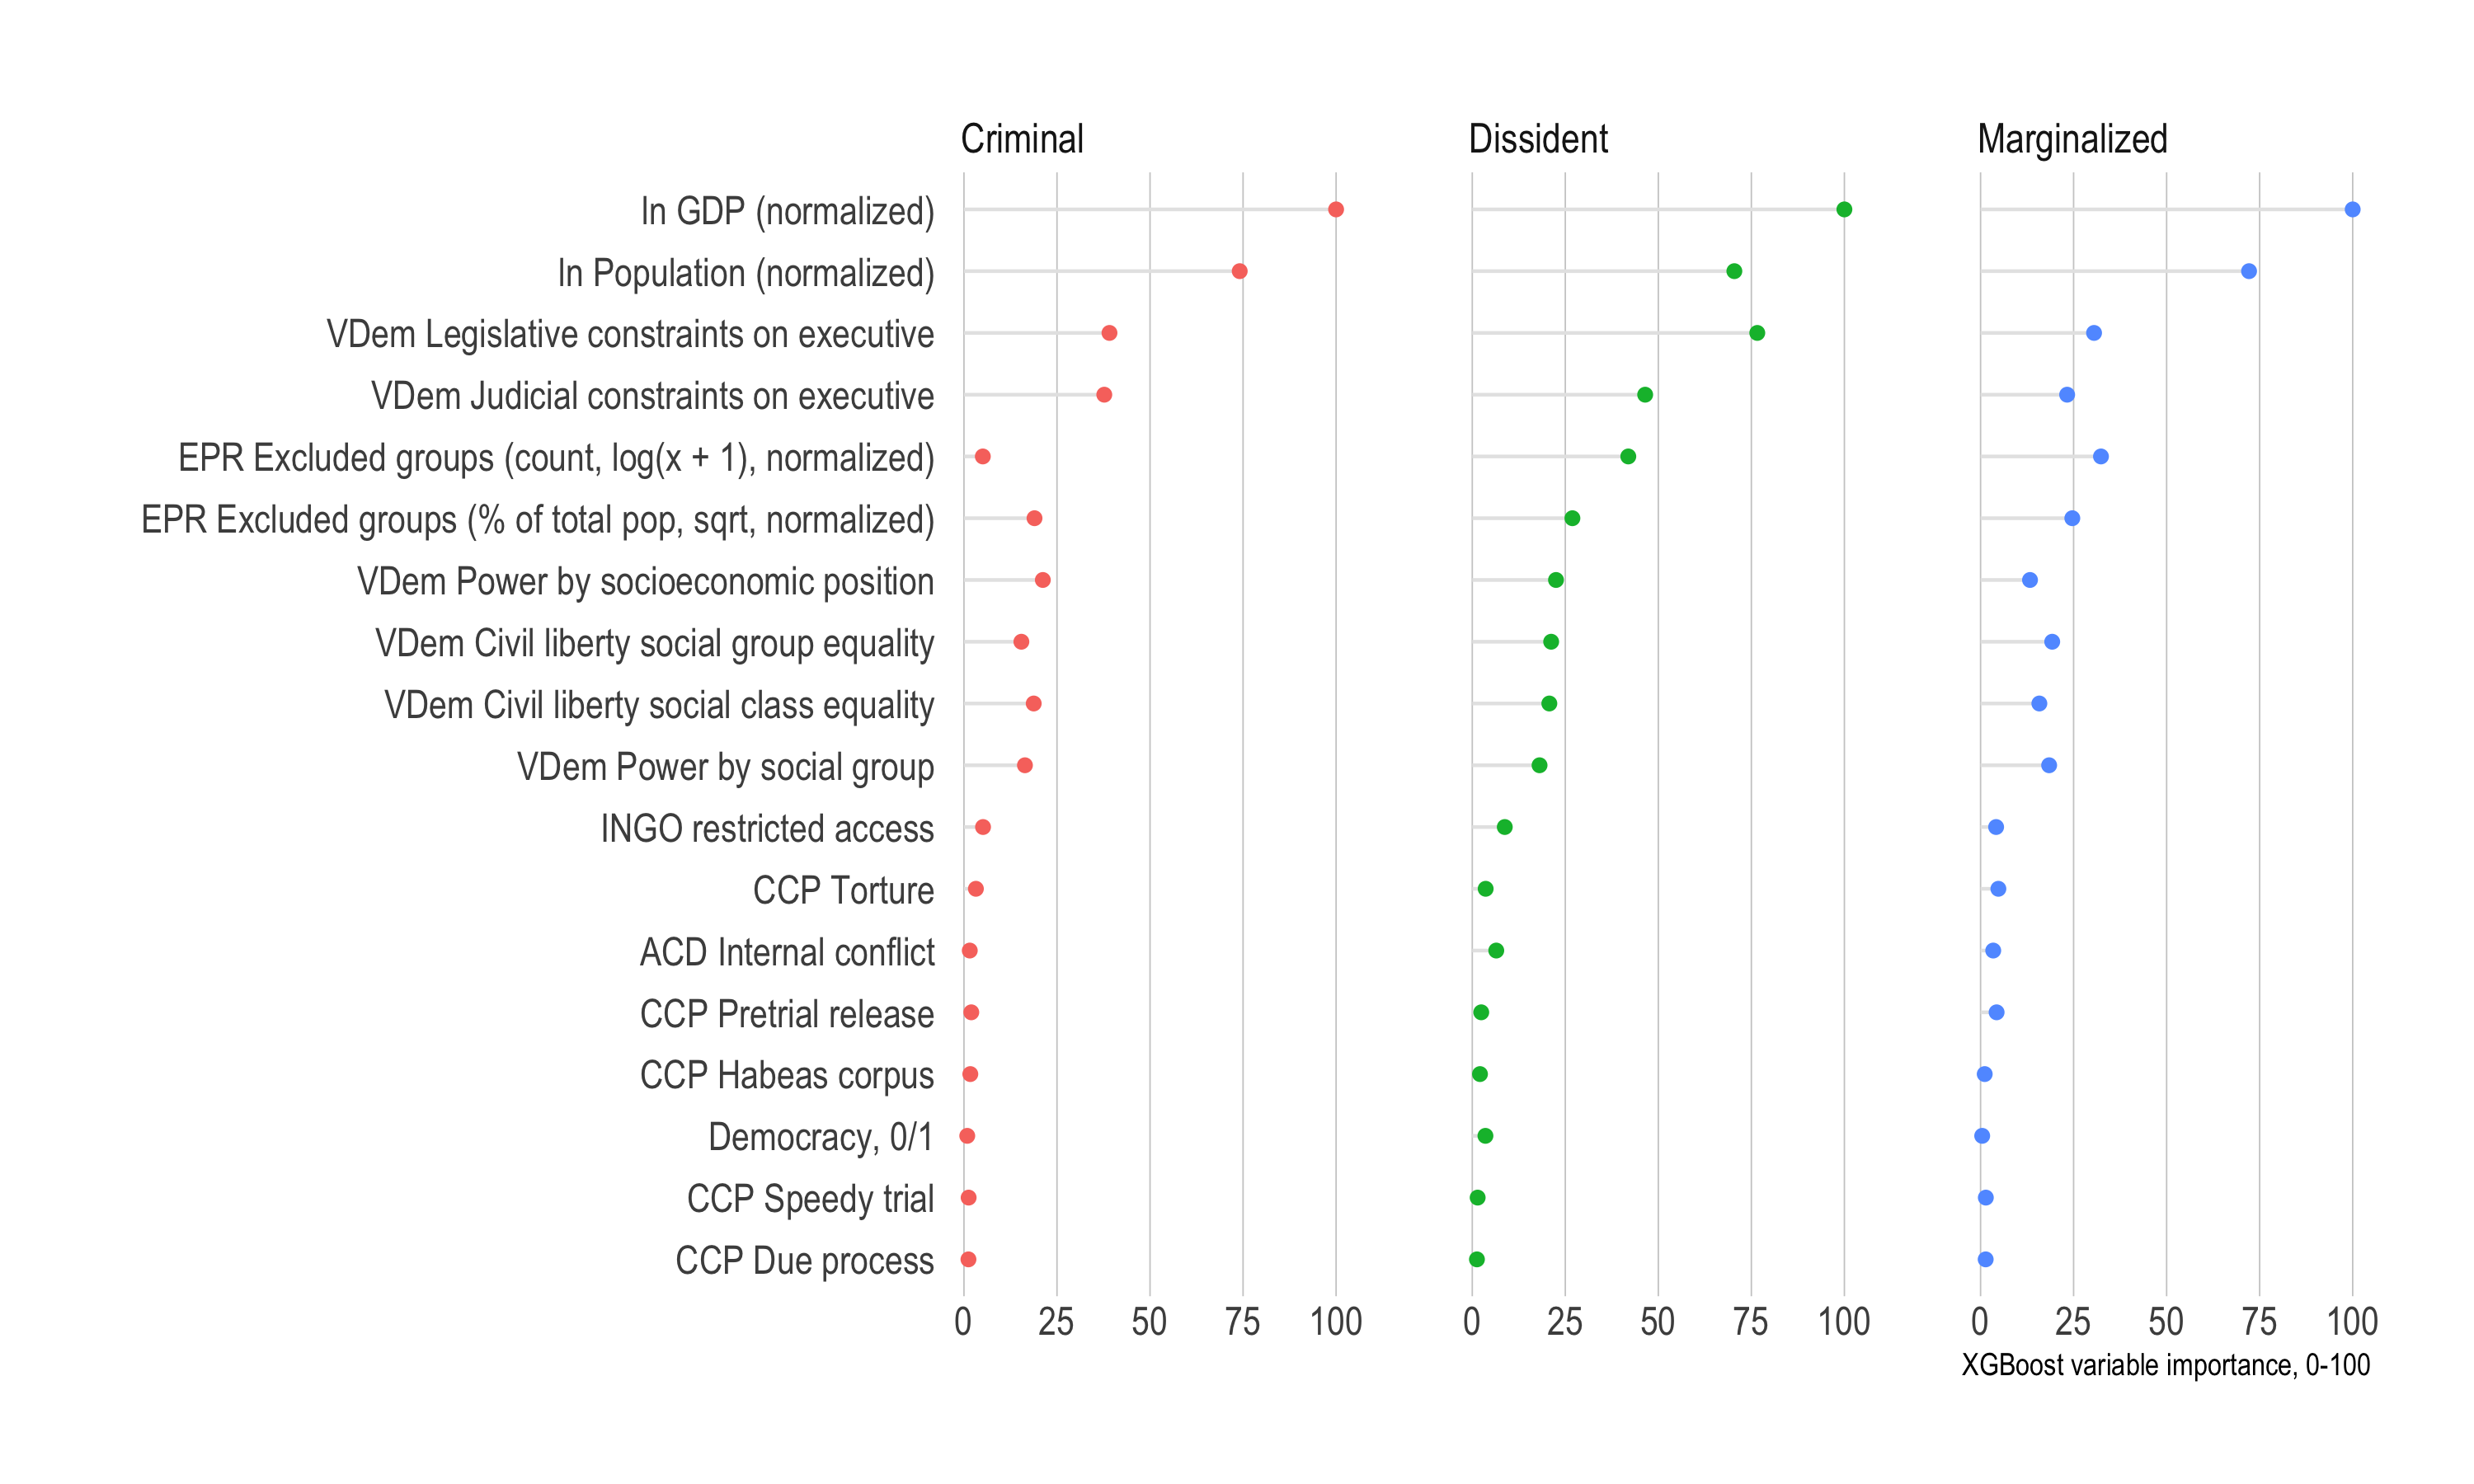 Criminal Dissident Marginalized
ln GDP (normalized)
ln Population (normalized)
VDem Legislative constraints on executive
VDem Judicial constraints on executive
EPR Excluded groups (count, log(x + 1), normalized)
EPR Excluded groups (% of total pop, sqrt, normalized)
VDem Power by socioeconomic position
VDem Civil liberty social group equality
VDem Civil liberty social class equality
VDem Power by social group
INGO restricted access
CCP Torture
ACD Internal conflict
CCP Pretrial release
CCP Habeas corpus
Democracy, 0/1
CCP Speedy trial
CCP Due process
0 25 50 75 100 0 25 50 75 100 0 25 50 75 100
XGBoost variable importance, 0-100